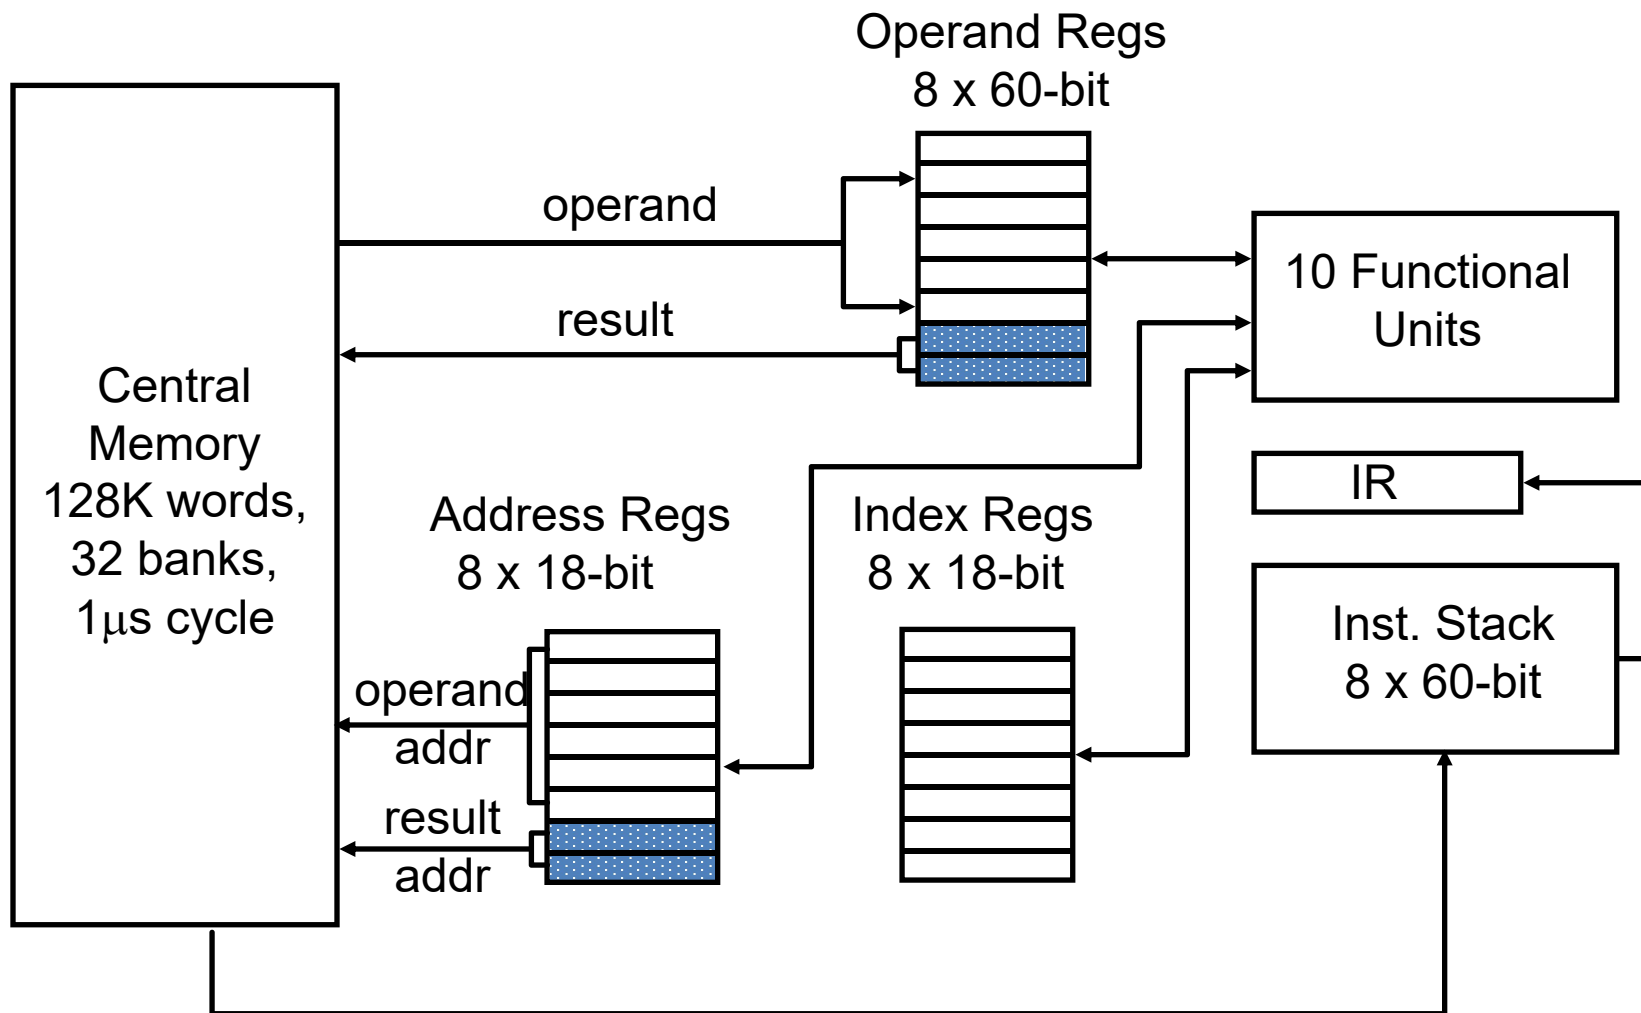 Operand Regs
8 x 60-bit
operand
result
10 Functional
Units
Central
Memory
128K words,
32 banks,
1μs cycle
IR
Address Regs
8 x 18-bit
Index Regs
8 x 18-bit
Inst. Stack
8 x 60-bit
operand
addr
result
addr